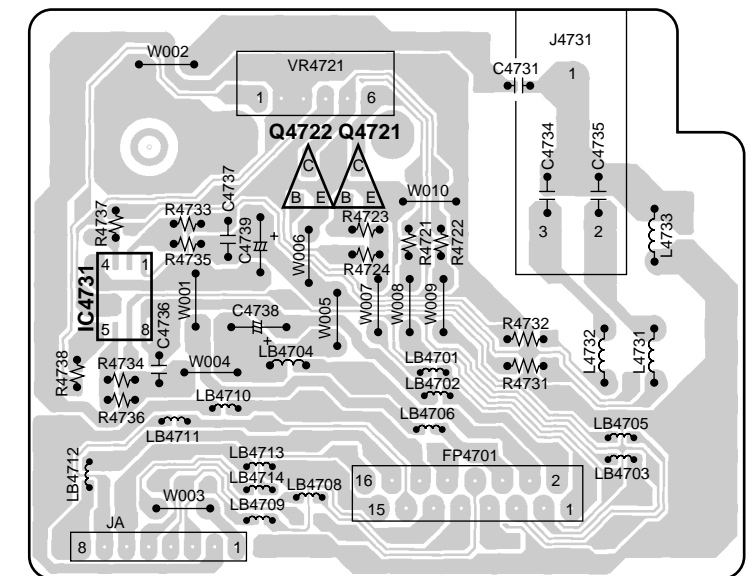 J4731
W002
VR4721
C4731
1
1
6
Q4722 Q4721
C4734
C4735
C
C
C4737
B
E
B
E
W010
R4737
R4733
C4739
+
R4723
R4721
R4722
3
2
L4733
R4735
W006
R4724
4
1
IC4731
W001
W005
W007
W008
W009
5
8
C4736
C4738
+
R4732
L4732
L4731
R4738
R4734
W004
LB4704
LB4701
R4731
LB4702
R4736
LB4710
LB4706
LB4711
LB4705
LB4712
LB4713
FP4701
LB4703
LB4714
16
2
LB4708
W003
LB4709
15
1
JA
8
1